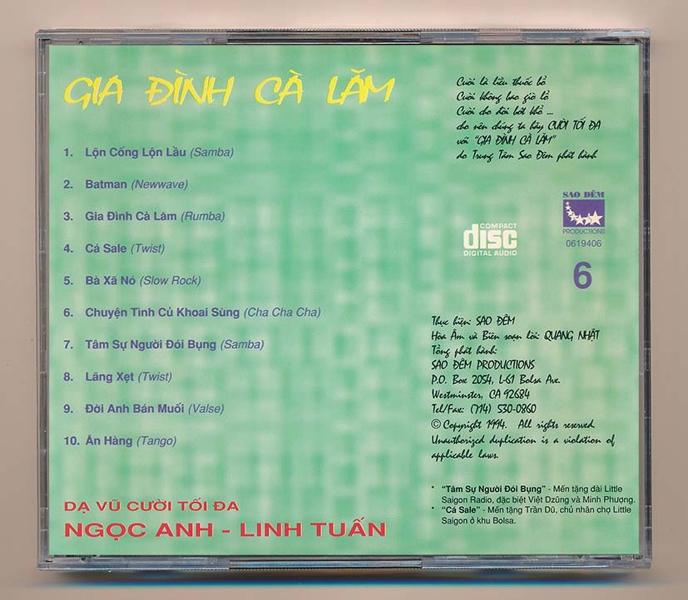 GIA ĐÌNH CÀ LĂM
1. Lộn Cống Lộn Lầu (Samba)
2. Batman (Newwave)
3. Gia Đình Cà Lăm (Rumba)
4. Cá Sale (Twist)
5. Bà Xã Nó (Slow Rock)
6. Chuyện Tình Củ Khoai Sùng (Cha Cha Cha)
7. Tâm Sự Người Đói Bụng (Samba)
8. Lăng Xẹt (Twist)
9. Đời Anh Bán Muối (Valse)
10. Ăn Hàng (Tango)
DẠ VŨ CƯỜI TỐI ĐA
NGỌC ANH - LINH TUẤN
Cười là liều thuốc bổ
Cười không bao giờ lỗ
Cười cho đời bớt khổ ...
cho nên chúng ta hãy CƯỜI TỐI ĐA
với "GIA ĐÌNH CÀ LĂM"
do Trung Tâm Sao Đêm phát hành
COMPACT
disc
DIGITAL AUDIO
SAO ĐÊM
PRODUCTIONS
0619406
6
Thực hiện: SAO ĐÊM
Hòa Âm và Biên soạn lời: QUANG NHẬT
Tổng phát hành:
SAO ĐÊM PRODUCTIONS
P.O. Box 2054, L-61 Bolsa Ave.
Westminster, CA 92684
Tel/Fax: (714) 530-0860
© Copyright 1994. All rights reserved.
Unauthorized duplication is a violation of
applicable laws.
* "Tâm Sự Người Đói Bụng" - Mến tặng đài Little
Saigon Radio, đặc biệt Việt Dzũng và Minh Phượng.
* "Cá Sale" - Mến tặng Trần Dũ, chủ nhân chợ Little
Saigon ở khu Bolsa.